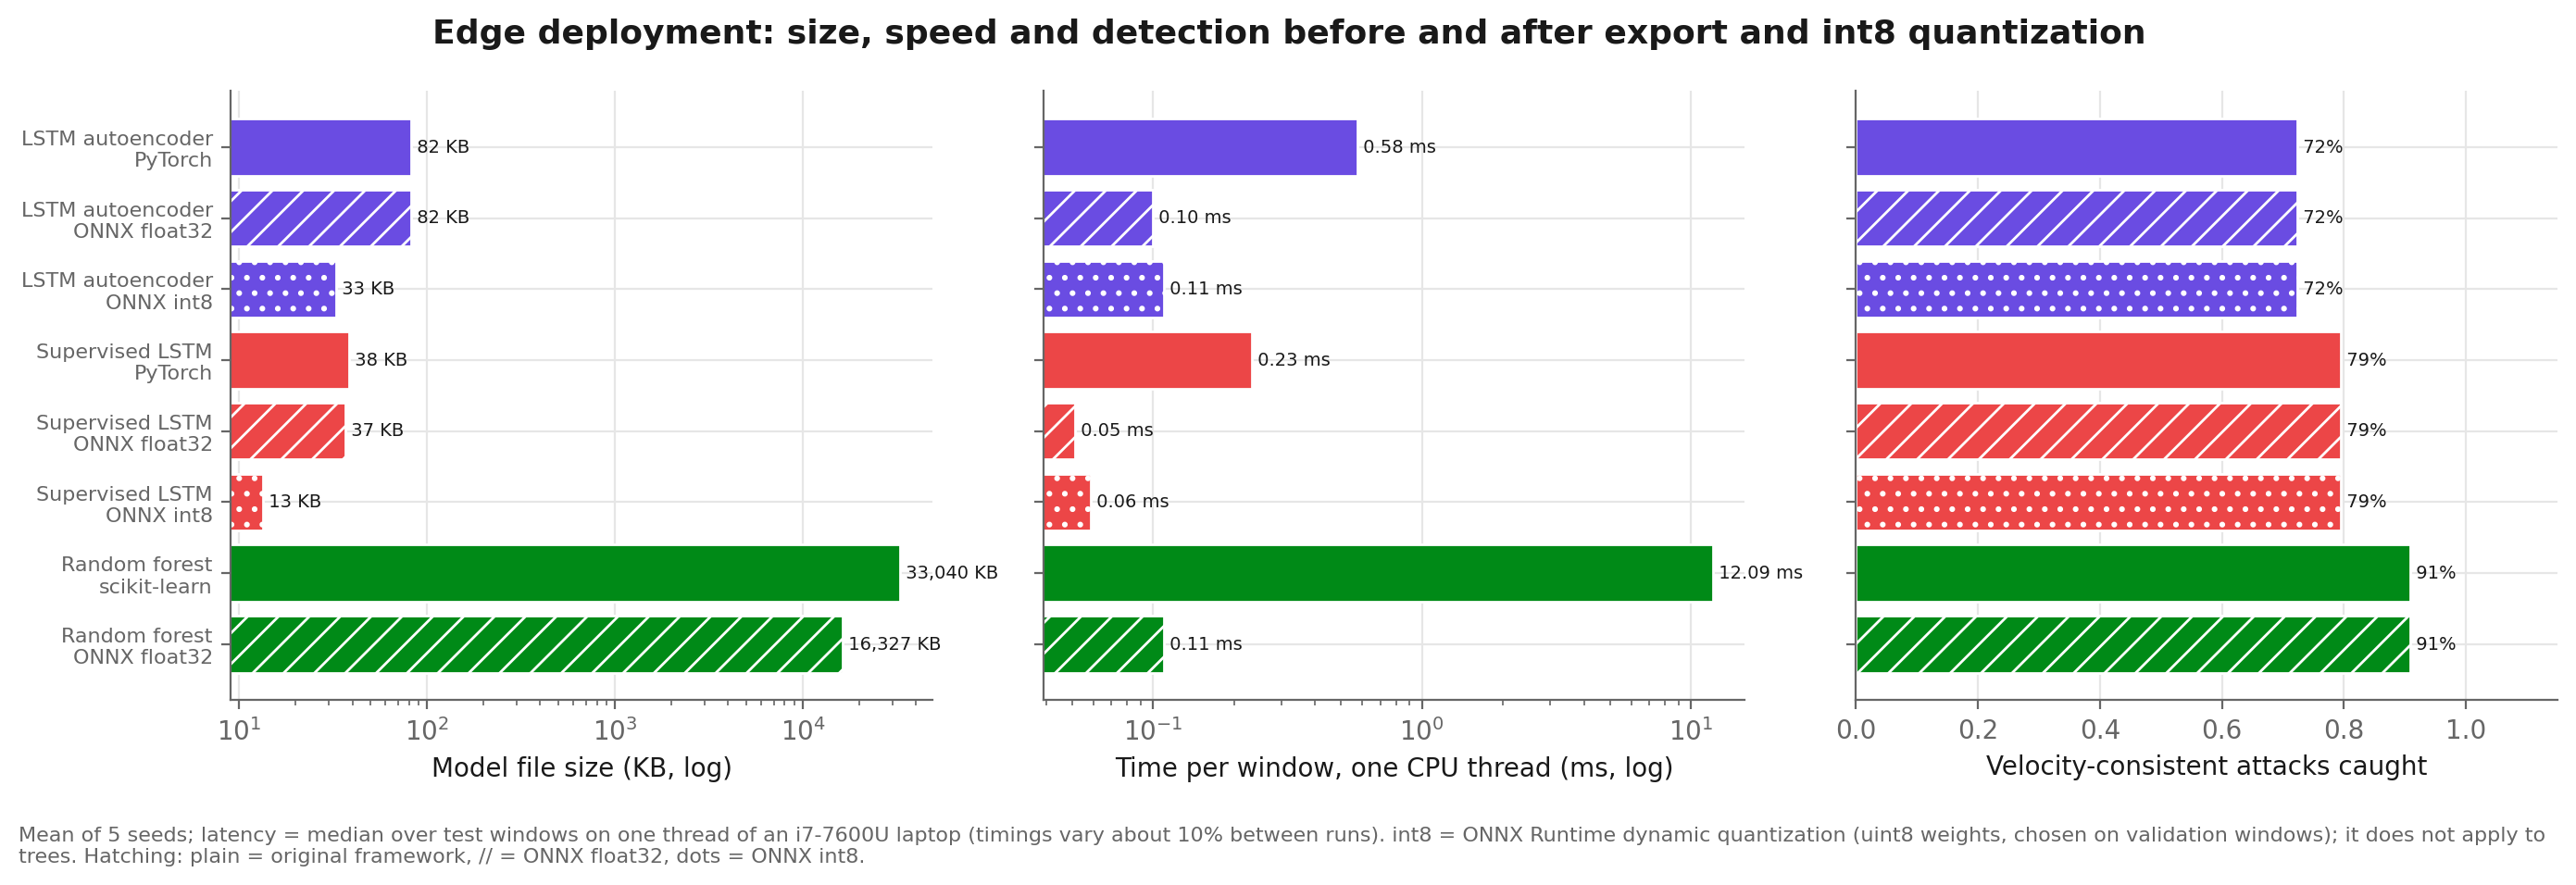 Edge deployment: size, speed and detection before and after export and int8 quantization
LSTM autoencoder
PyTorch
LSTM autoencoder
ONNX float32
LSTM autoencoder
ONNX int8
Supervised LSTM
PyTorch
Supervised LSTM
ONNX float32
Supervised LSTM
ONNX int8
Random forest
scikit-learn
Random forest
ONNX float32
82 KB
82 KB
33 KB
38 KB
37 KB
13 KB
33,040 KB
16,327 KB
10¹ 10² 10³ 10⁴
Model file size (KB, log)
0.58 ms
0.10 ms
0.11 ms
0.23 ms
0.05 ms
0.06 ms
12.09 ms
0.11 ms
10⁻¹ 10⁰ 10¹
Time per window, one CPU thread (ms, log)
72%
72%
72%
79%
79%
79%
91%
91%
0.0 0.2 0.4 0.6 0.8 1.0
Velocity-consistent attacks caught
Mean of 5 seeds; latency = median over test windows on one thread of an i7-7600U laptop (timings vary about 10% between runs). int8 = ONNX Runtime dynamic quantization (uint8 weights, chosen on validation windows); it does not apply to
trees. Hatching: plain = original framework, // = ONNX float32, dots = ONNX int8.